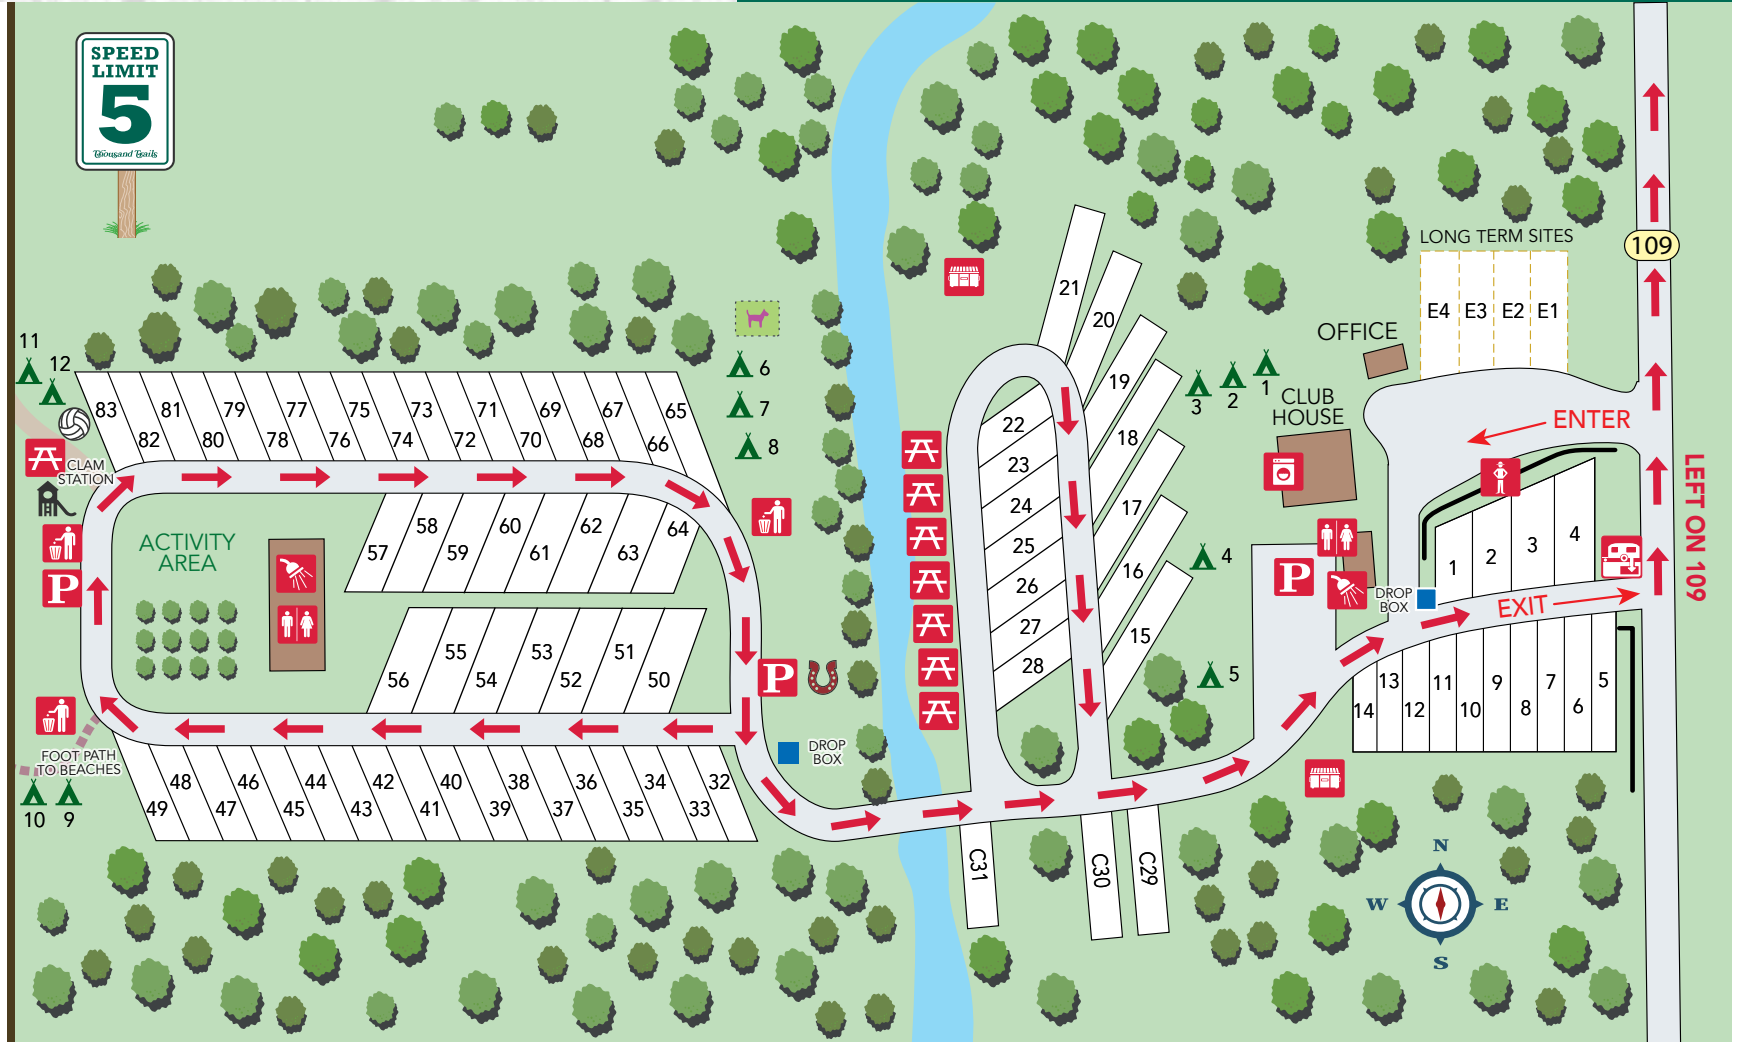 SPEED
LIMIT
5
Thousand Trails
LONG TERM SITES
E4 E3 E2 E1
109
OFFICE
CLUB
HOUSE
ENTER
LEFT ON 109
EXIT
DROP
BOX
P
1 2 3 4
14 13 12 11 10 9 8 7 6 5
21
20
19
18
17
16
15
22
23
24
25
26
27
28
3 2 1
4
5
C31 C30 C29
11
12
6
7
8
83 82 81 80 79 78 77 76 75 74 73 72 71 70 69 68 67 66 65
CLAM
STATION
P
ACTIVITY
AREA
57 58 59 60 61 62 63 64
56 55 54 53 52 51 50
P
DROP
BOX
FOOT PATH
TO BEACHES
10 9
49 48 47 46 45 44 43 42 41 40 39 38 37 36 35 34 33 32
N
W E
S